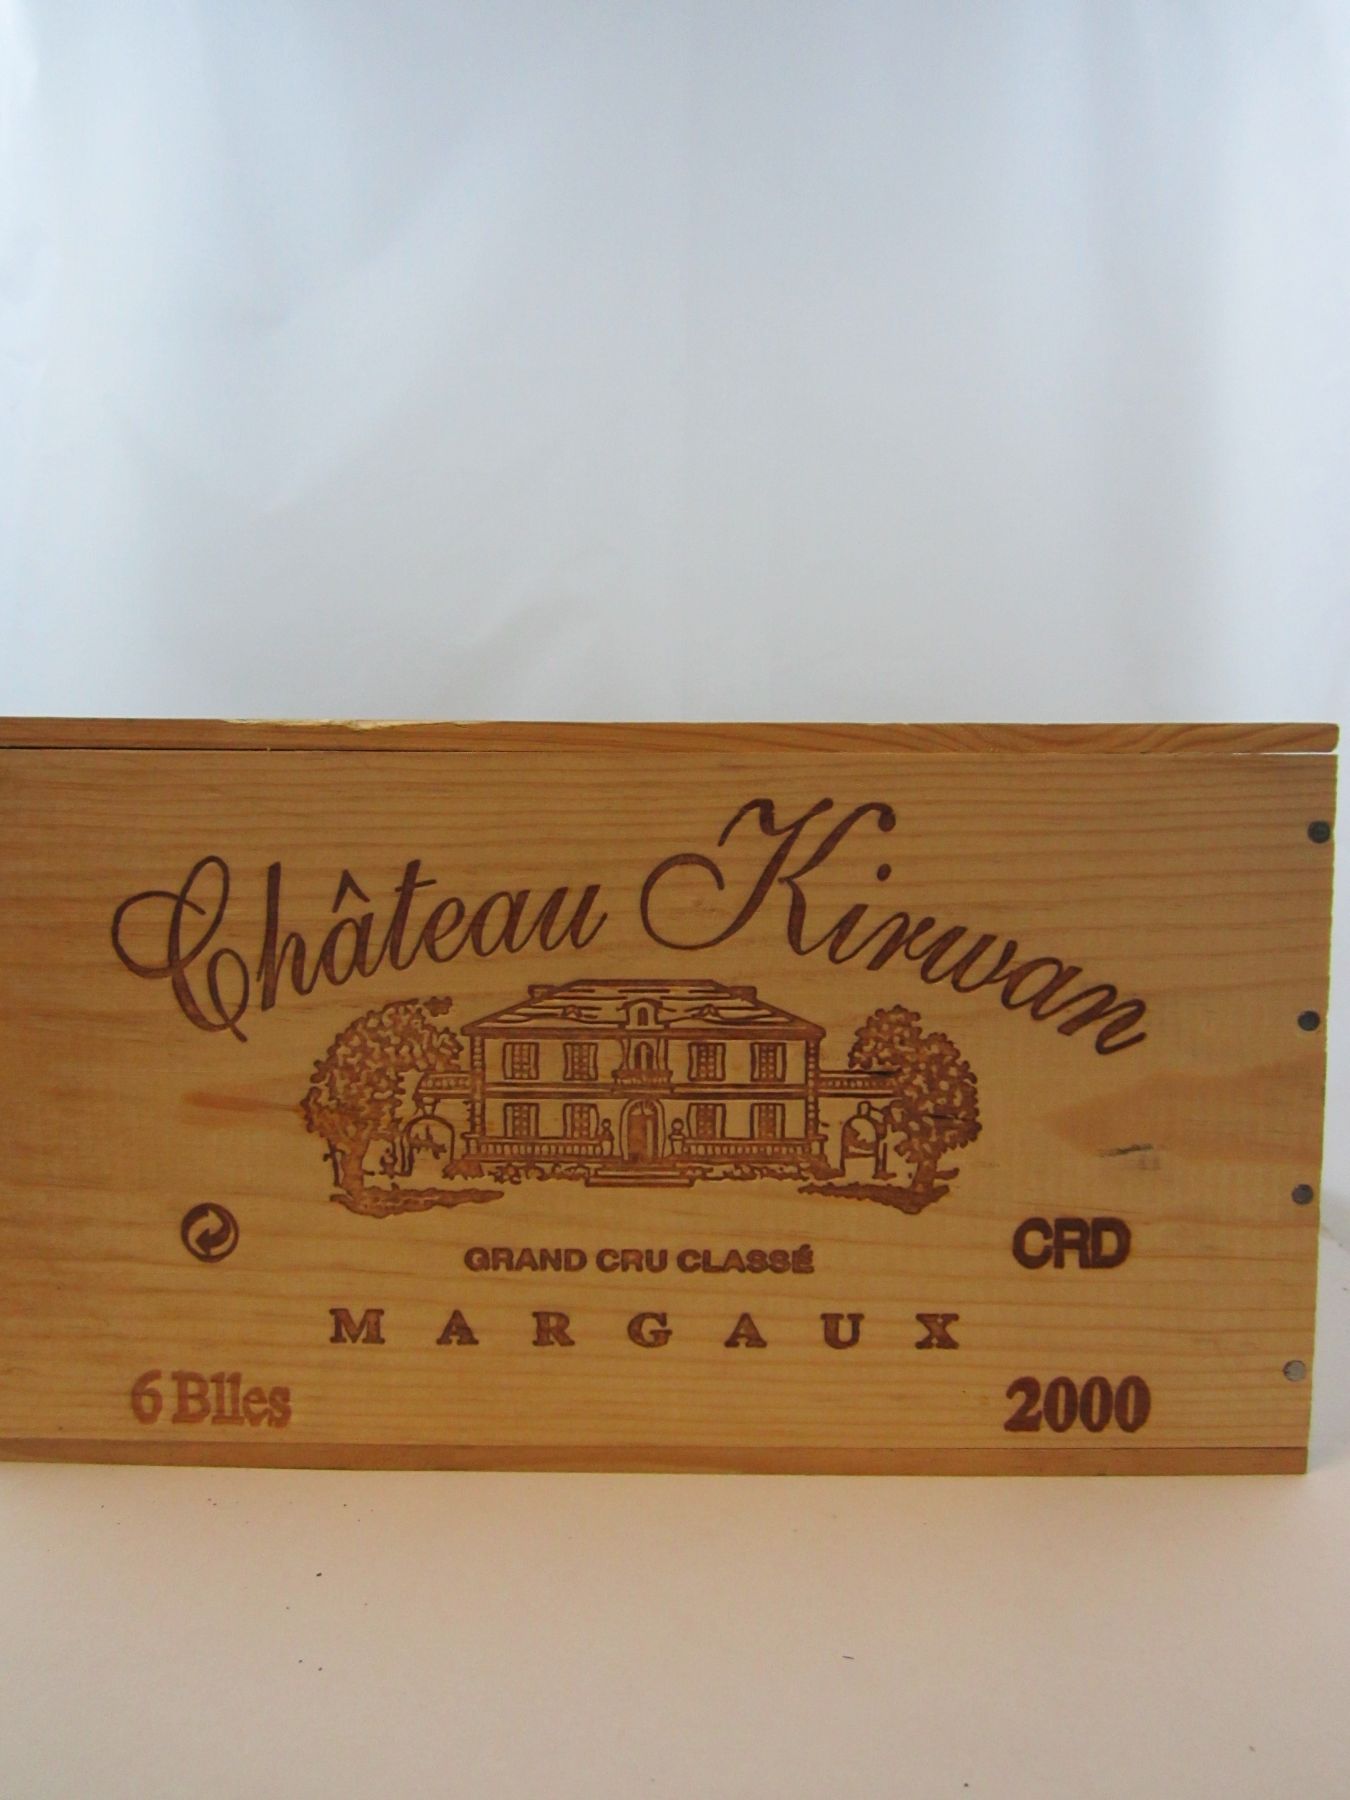 Château Kirwan
CRD
GRAND CRU CLASSÉ
MARGAUX
6 Blles
2000